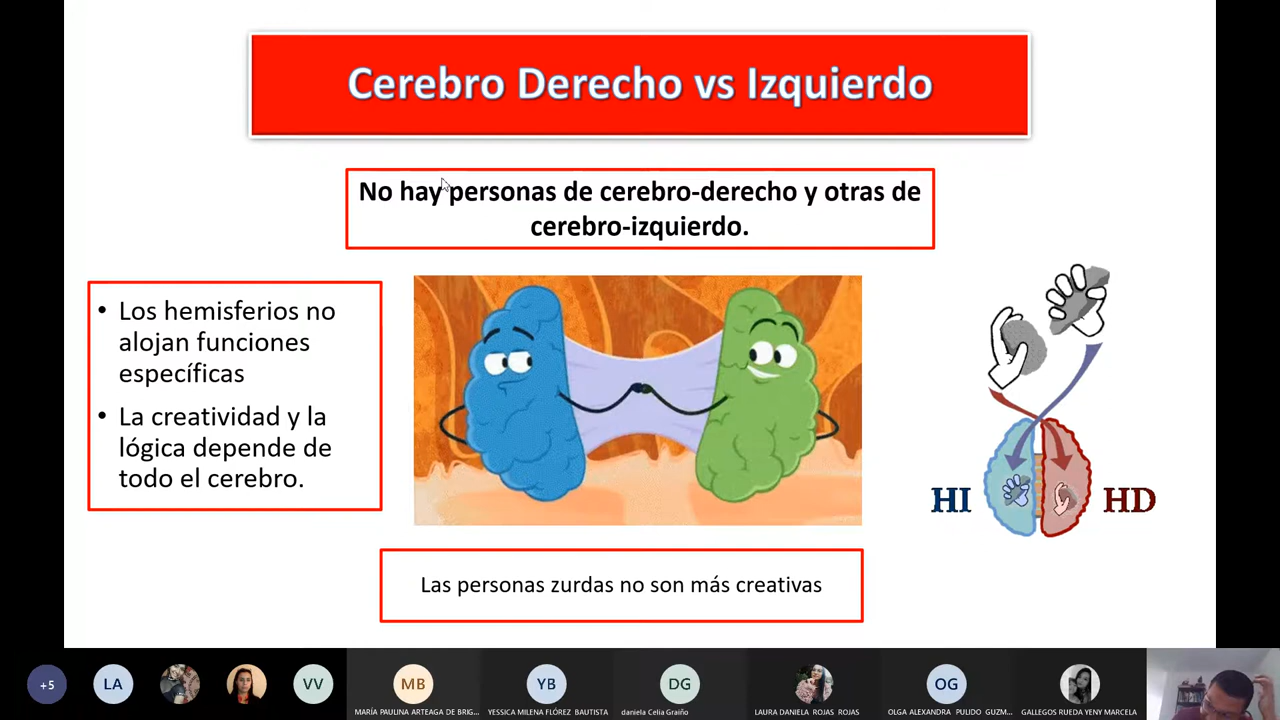 Cerebro Derecho vs Izquierdo
No hay personas de cerebro-derecho y otras de
cerebro-izquierdo.
• Los hemisferios no
alojan funciones
específicas
• La creatividad y la
lógica depende de
todo el cerebro.
HI
HD
Las personas zurdas no son más creativas
+5
LA
VV
MB
YB
DG
OG
MARÍA PAULINA ARTEAGA DE BRIG...
YESSICA MILENA FLÓREZ BAUTISTA
daniela Celia Graiño
LAURA DANIELA ROJAS ROJAS
OLGA ALEXANDRA PULIDO GUZM...
GALLEGOS RUEDA YENY MARCELA